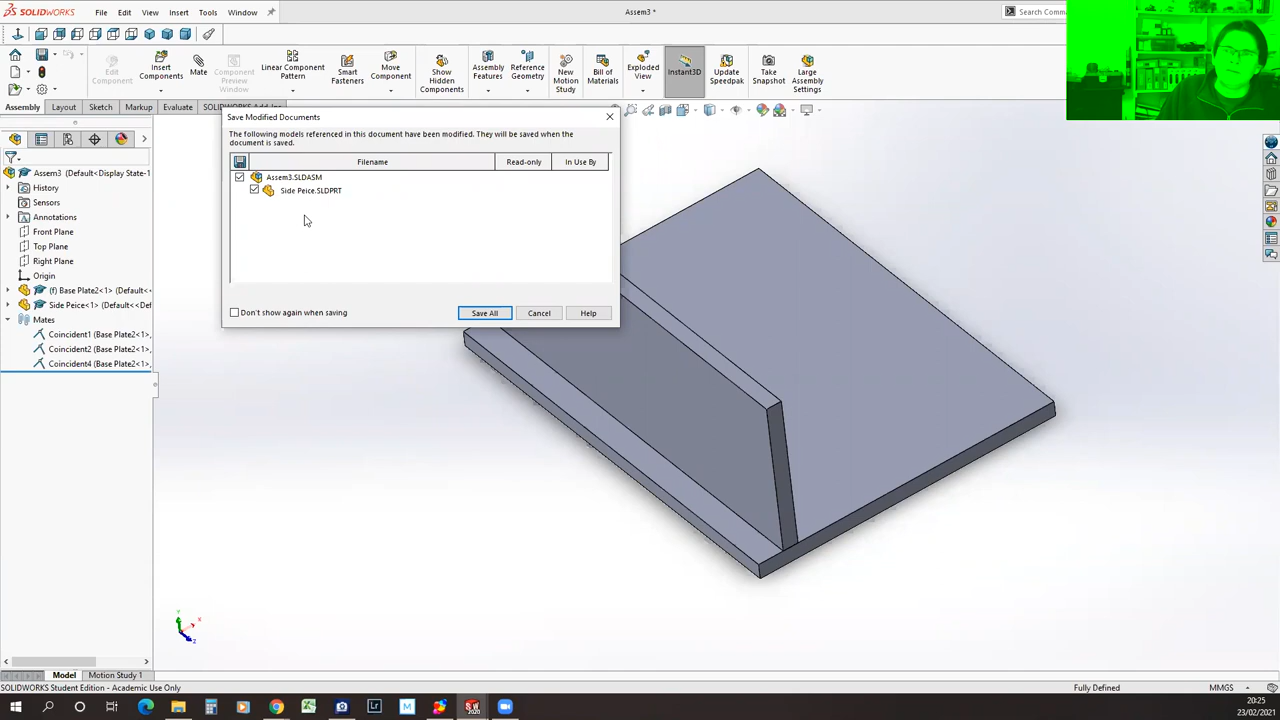 SOLIDWORKS File Edit View Insert Tools Window Assem3 * Search Comma
Edit Component
Insert Components
Mate
Component Preview Window
Linear Component Pattern
Smart Fasteners
Move Component
Show Hidden Components
Assembly Features
Reference Geometry
New Motion Study
Bill of Materials
Exploded View
Instant3D
Update Speedpak
Take Snapshot
Large Assembly Settings
Assembly Layout Sketch Markup Evaluate SOLIDWORKS Add-Ins
Save Modified Documents
The following models referenced in this document have been modified. They will be saved when the
document is saved.
Filename Read-only In Use By
Assem3.SLDASM
Side Peice.SLDPRT
Don't show again when saving Save All Cancel Help
Assem3 (Default<Display State-1
History
Sensors
Annotations
Front Plane
Top Plane
Right Plane
Origin
(f) Base Plate2<1> (Default<
Side Peice<1> (Default<<Defa
Mates
Coincident1 (Base Plate2<1>,
Coincident2 (Base Plate2<1>,
Coincident4 (Base Plate2<1>,
Y
X
Z
Model Motion Study 1
SOLIDWORKS Student Edition - Academic Use Only Fully Defined MMGS
20:25
23/02/2021